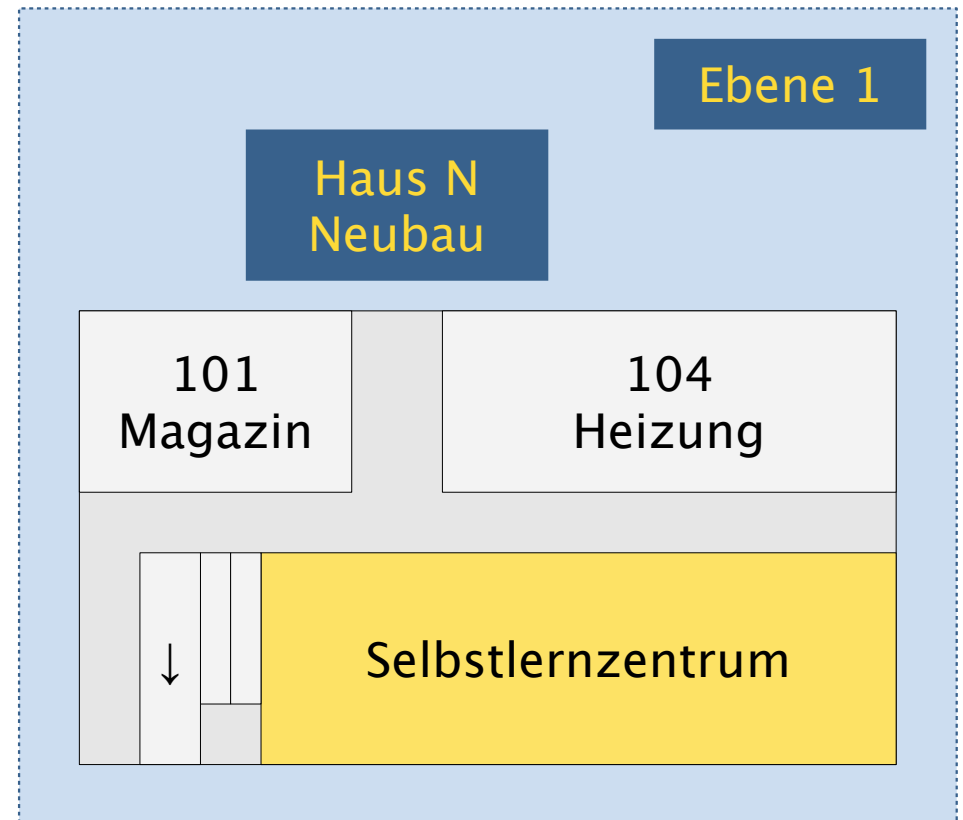 Ebene 1
Haus N
Neubau
101
Magazin
104
Heizung
↓
Selbstlernzentrum